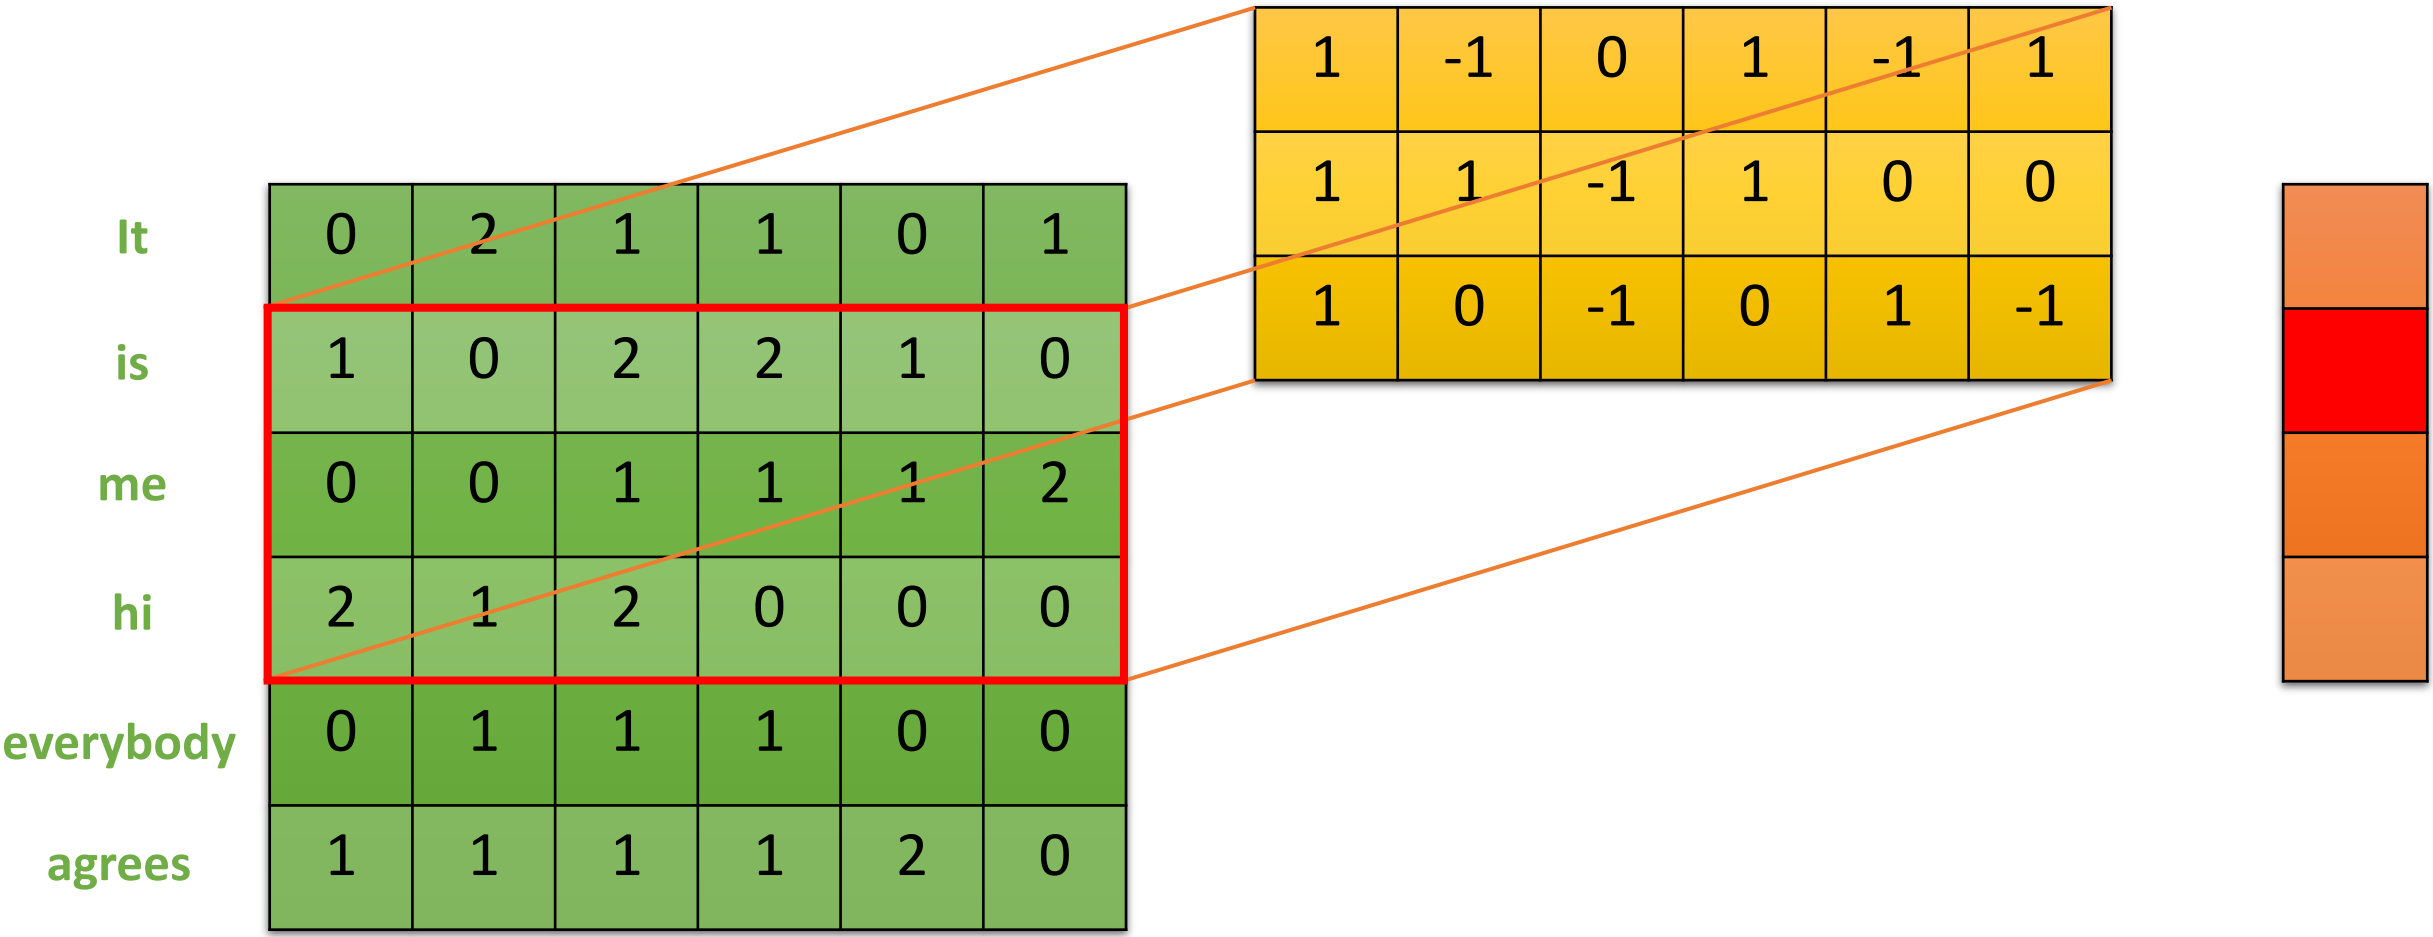 1 -1 0 1 -1 1
1 1 -1 1 0 0
1 0 -1 0 1 -1
It 0 2 1 1 0 1
is 1 0 2 2 1 0
me 0 0 1 1 1 2
hi 2 1 2 0 0 0
everybody 0 1 1 1 0 0
agrees 1 1 1 1 2 0